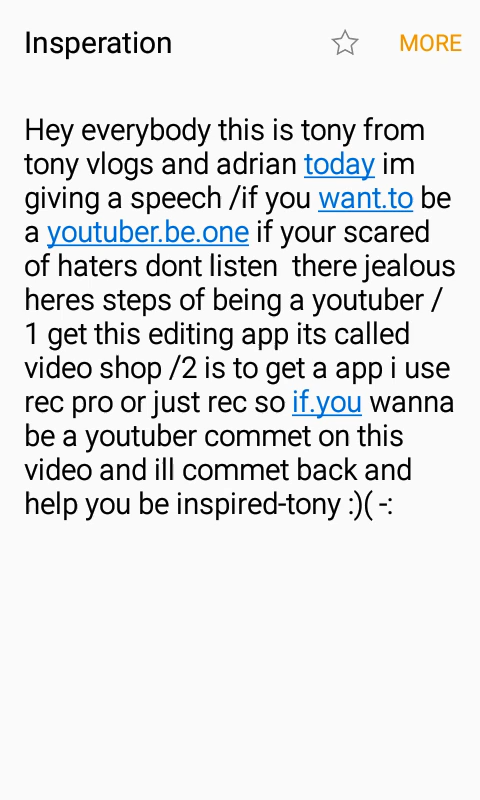 Insperation
MORE
Hey everybody this is tony from
tony vlogs and adrian today im
giving a speech /if you want.to be
a youtuber.be.one if your scared
of haters dont listen  there jealous
heres steps of being a youtuber /
1 get this editing app its called
video shop /2 is to get a app i use
rec pro or just rec so if.you wanna
be a youtuber commet on this
video and ill commet back and
help you be inspired-tony :)( -: